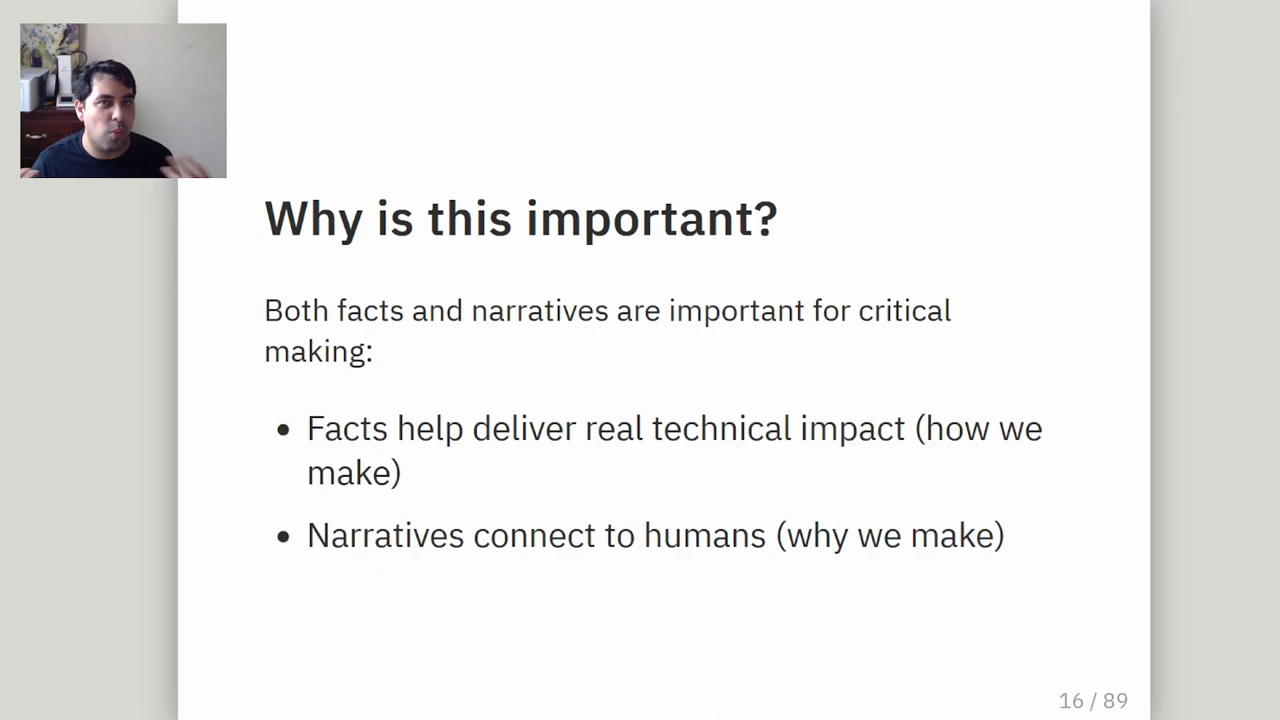 Why is this important?
Both facts and narratives are important for critical
making:
• Facts help deliver real technical impact (how we
make)
• Narratives connect to humans (why we make)
16 / 89